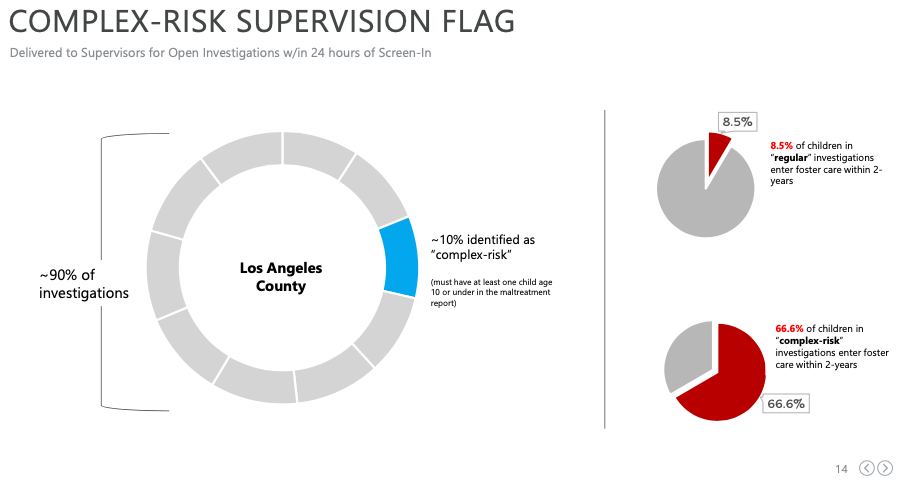 COMPLEX-RISK SUPERVISION FLAG
Delivered to Supervisors for Open Investigations w/in 24 hours of Screen-In
~90% of
investigations
Los Angeles
County
~10% identified as
“complex-risk”
(must have at least one child age
10 or under in the maltreatment
report)
8.5%
8.5% of children in
“regular” investigations
enter foster care within 2-
years
66.6% of children in
“complex-risk”
investigations enter foster
care within 2-years
66.6%
14